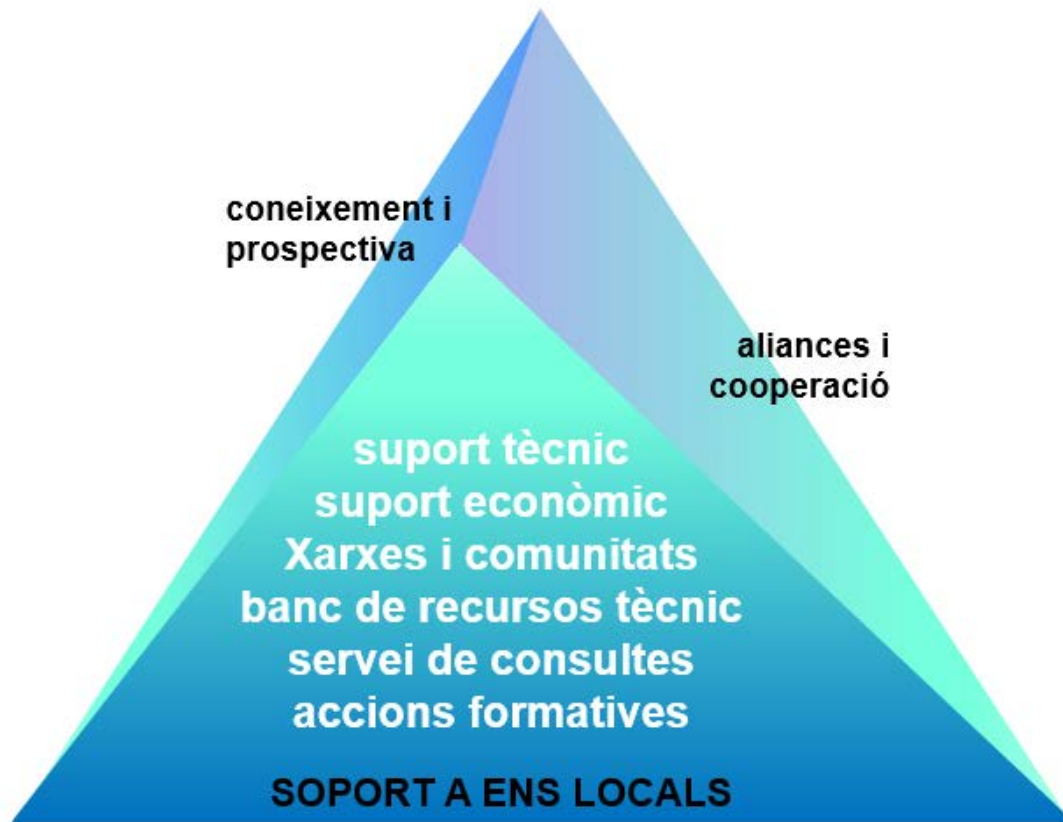 coneixement i
prospectiva
aliances i
cooperació
suport tècnic
suport econòmic
Xarxes i comunitats
banc de recursos tècnic
servei de consultes
accions formatives
SOPORT A ENS LOCALS